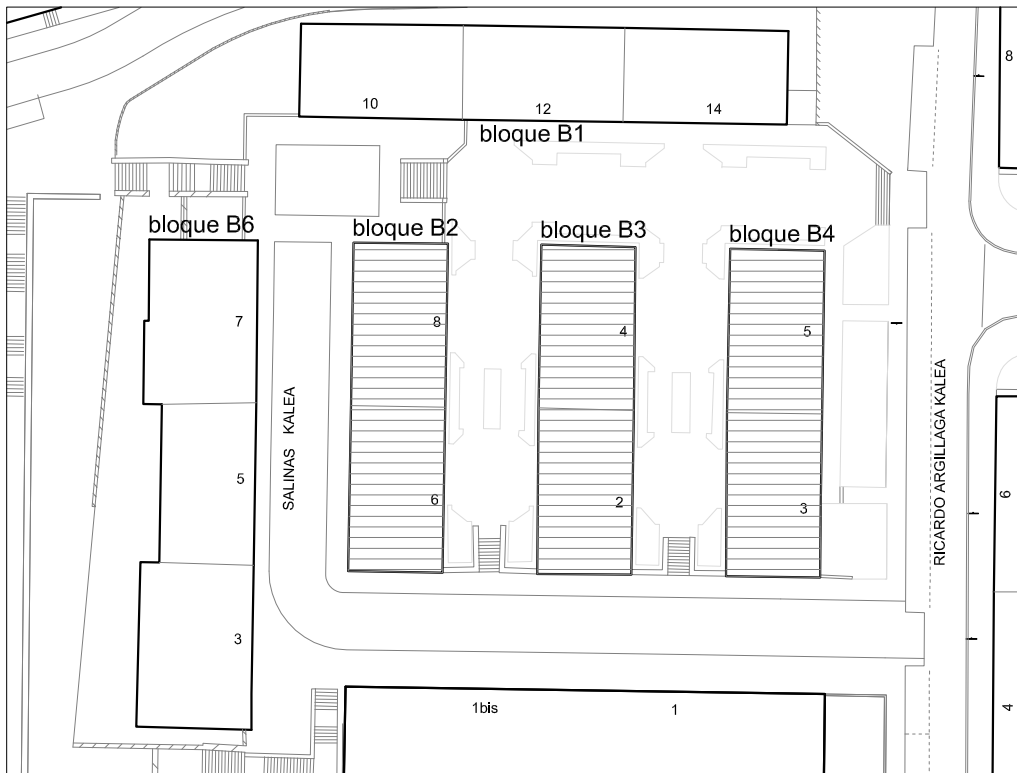 8
10
12
14
bloque B1
bloque B6
bloque B2
bloque B3
bloque B4
7
8
4
5
SALINAS KALEA
RICARDO ARGILLAGA KALEA
5
6
2
3
6
3
1bis
1
4